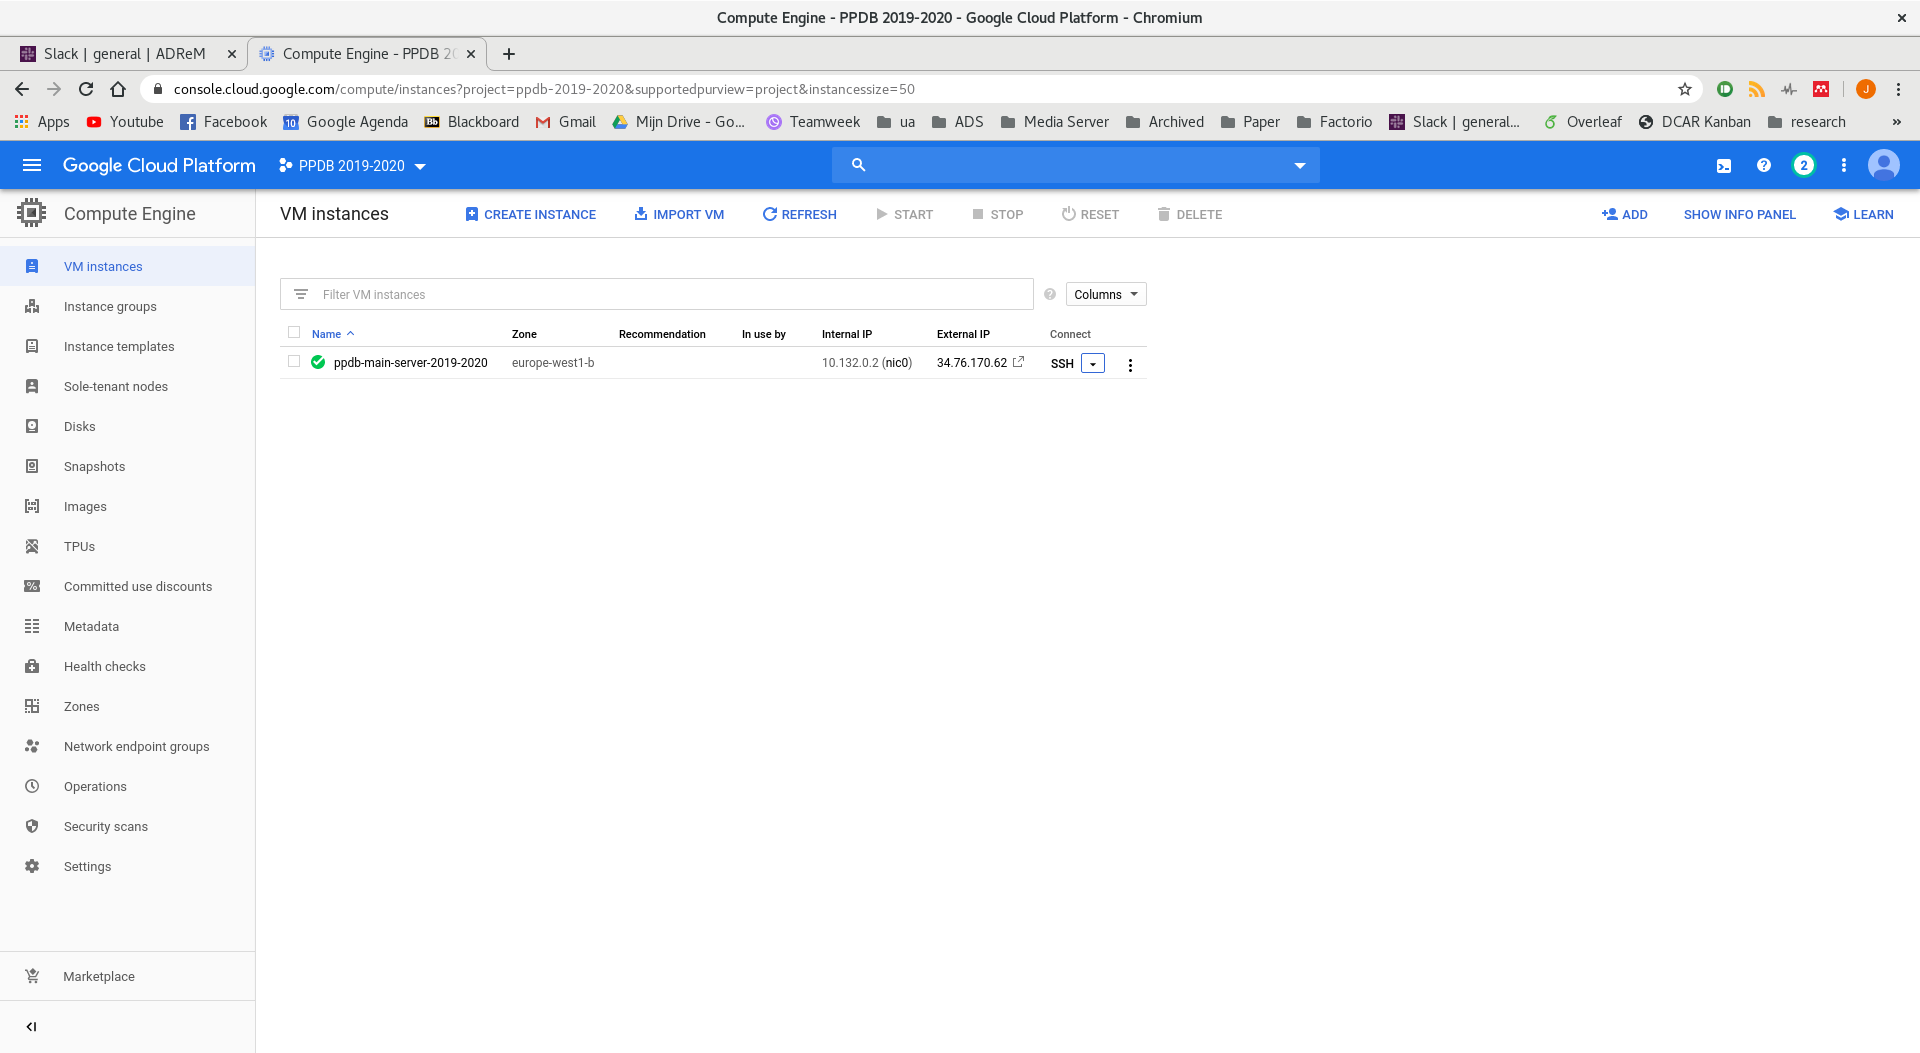 Compute Engine - PPDB 2019-2020 - Google Cloud Platform - Chromium
Slack | general | ADReM
Compute Engine - PPDB 20
console.cloud.google.com/compute/instances?project=ppdb-2019-2020&supportedpurview=project&instancessize=50
J
Apps Youtube Facebook 10 Google Agenda Bb Blackboard Gmail Mijn Drive - Go... Teamweek ua ADS Media Server Archived Paper Factorio Slack | general... Overleaf DCAR Kanban research »
Google Cloud Platform PPDB 2019-2020 2
Compute Engine
VM instances CREATE INSTANCE IMPORT VM REFRESH START STOP RESET DELETE ADD SHOW INFO PANEL LEARN
VM instances
Instance groups
Instance templates
Sole-tenant nodes
Disks
Snapshots
Images
TPUs
Committed use discounts
Metadata
Health checks
Zones
Network endpoint groups
Operations
Security scans
Settings
Marketplace
Filter VM instances Columns
Name Zone Recommendation In use by Internal IP External IP Connect
ppdb-main-server-2019-2020 europe-west1-b 10.132.0.2 (nic0) 34.76.170.62 SSH